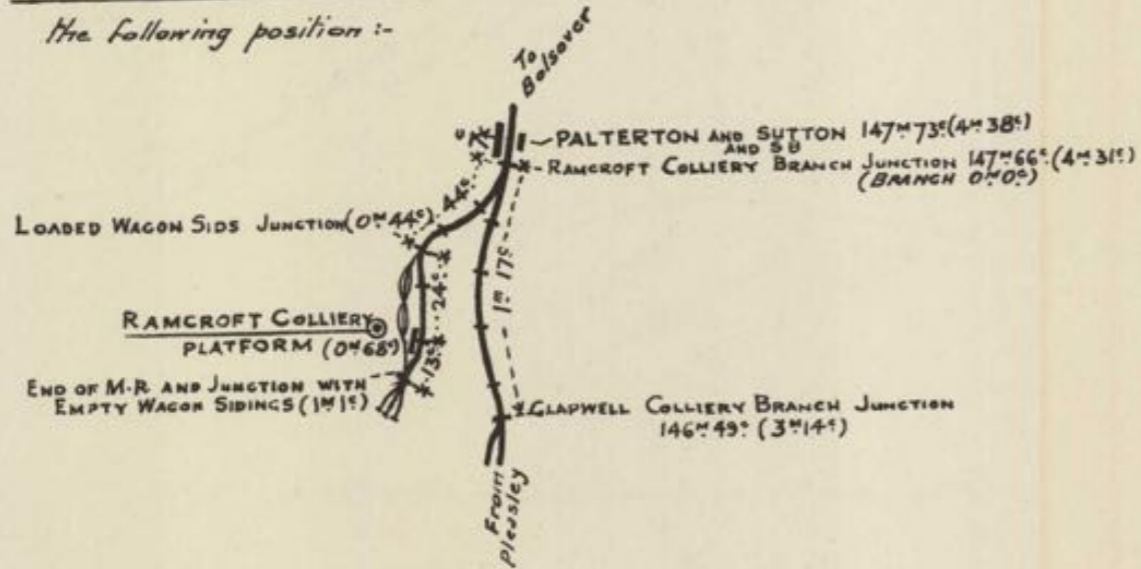 the following position :-
To
Bolsover
PALTERTON AND SUTTON 147ᴹ 73ᶜ (4ᴹ 38ᶜ)
AND SB
RAMCROFT COLLIERY BRANCH JUNCTION 147ᴹ 66ᶜ (4ᴹ 31ᶜ)
(BRANCH 0ᴹ 0ᶜ)
7ᶜ
44ᶜ
LOADED WAGON SIDS JUNCTION (0ᴹ 44ᶜ)
1ᴹ 17ᶜ
24ᶜ
RAMCROFT COLLIERY
PLATFORM (0ᴹ 68ᶜ)
13ᶜ
END OF M.R AND JUNCTION WITH
EMPTY WAGON SIDINGS (1ᴹ 1ᶜ)
GLAPWELL COLLIERY BRANCH JUNCTION
146ᴹ 49ᶜ (3ᴹ 14ᶜ)
From
Pleasley